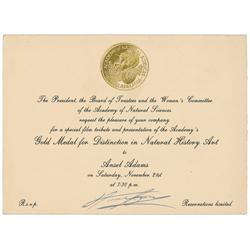 The President, the Board of Trustees and the Women's Committee
of the Academy of Natural Sciences
request the pleasure of your company
for a special film tribute and presentation of the Academy's
Gold Medal for Distinction in Natural History Art
to
Ansel Adams
on Saturday, November 21st
at 7:30 p.m.
R.s.v.p.
Reservations limited